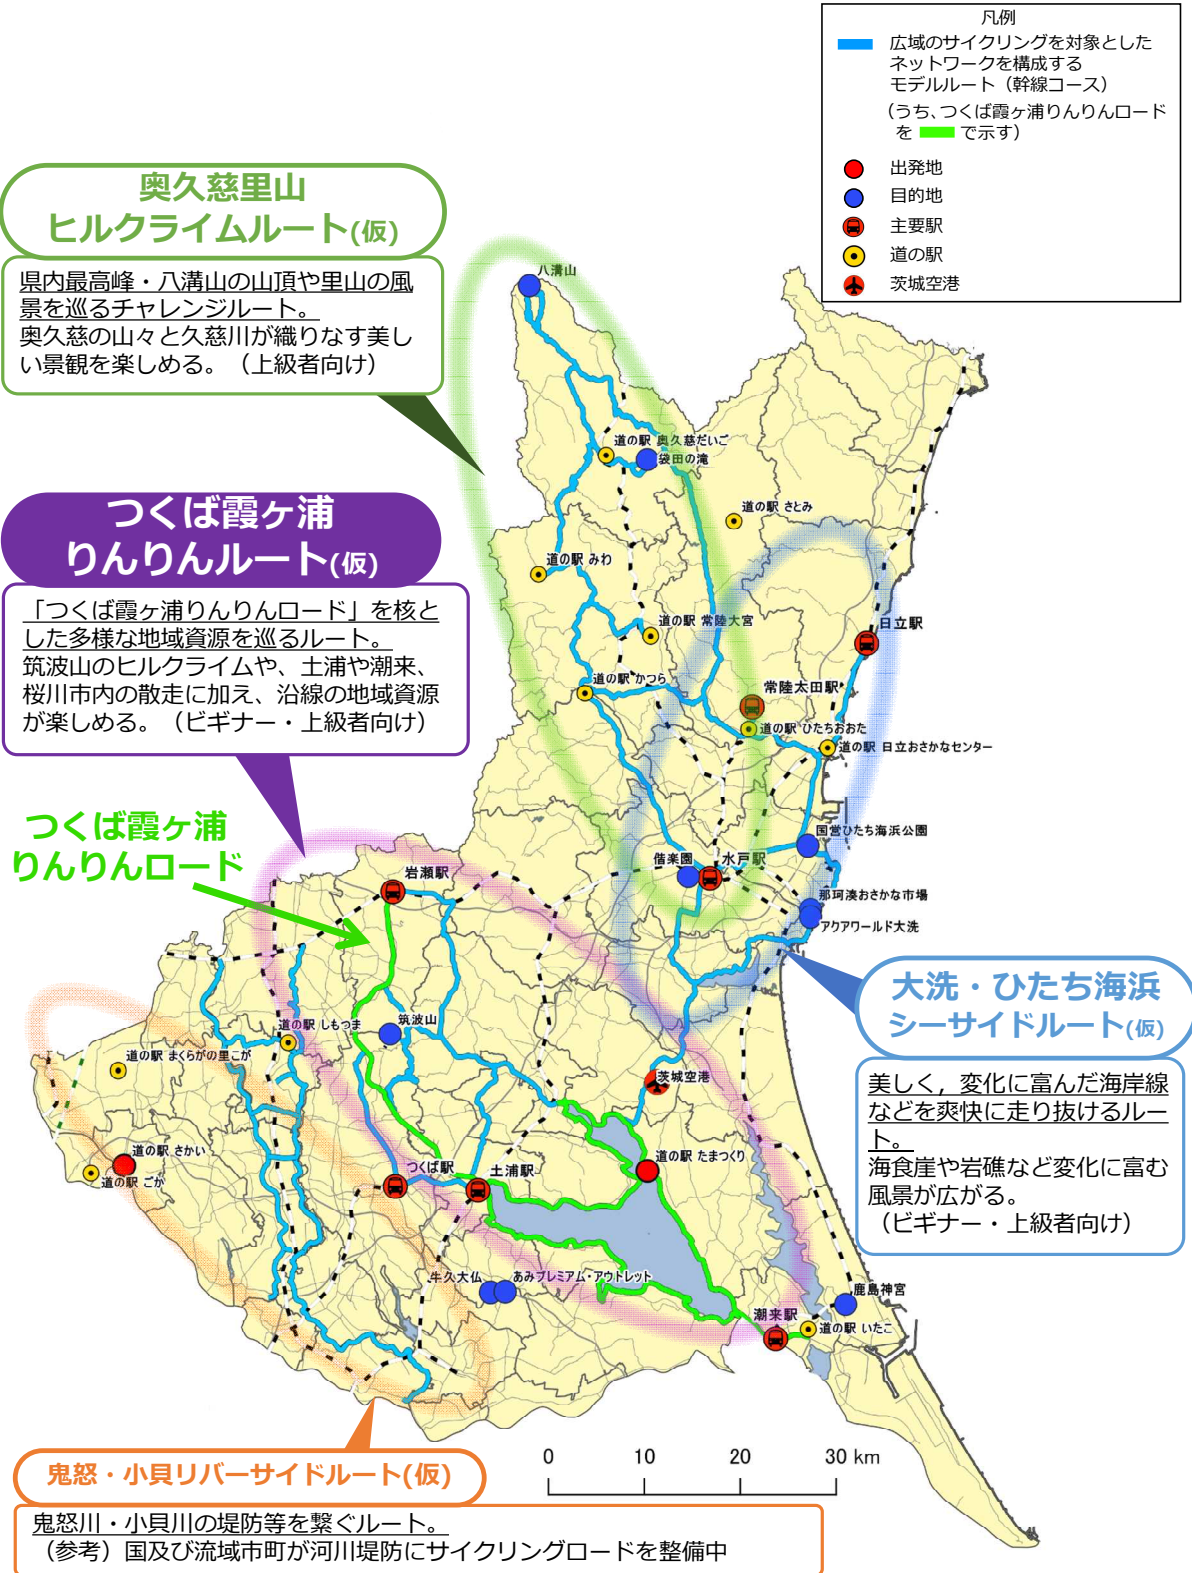 凡例
広域のサイクリングを対象とした
ネットワークを構成する
モデルルート（幹線コース）
（うち、つくば霞ヶ浦りんりんロード
を で示す）
出発地
目的地
主要駅
道の駅
茨城空港
奥久慈里山
ヒルクライムルート(仮)
県内最高峰・八溝山の山頂や里山の風
景を巡るチャレンジルート。
奥久慈の山々と久慈川が織りなす美し
い景観を楽しめる。（上級者向け）
つくば霞ヶ浦
りんりんルート(仮)
「つくば霞ヶ浦りんりんロード」を核と
した多様な地域資源を巡るルート。
筑波山のヒルクライムや、土浦や潮来、
桜川市内の散走に加え、沿線の地域資源
が楽しめる。（ビギナー・上級者向け）
つくば霞ヶ浦
りんりんロード
八溝山
道の駅 奥久慈だいご
袋田の滝
道の駅 さとみ
道の駅 みわ
道の駅 常陸大宮
日立駅
道の駅 かつら
常陸太田駅
道の駅 ひたちおおた
道の駅 日立おさかなセンター
国営ひたち海浜公園
偕楽園
水戸駅
岩瀬駅
那珂湊おさかな市場
アクアワールド大洗
大洗・ひたち海浜
シーサイドルート(仮)
美しく，変化に富んだ海岸線
などを爽快に走り抜けるルー
ト。
海食崖や岩礁など変化に富む
風景が広がる。
（ビギナー・上級者向け）
道の駅 しもつま
筑波山
道の駅 まくらがの里こが
茨城空港
道の駅 さかい
道の駅 ごか
つくば駅
土浦駅
道の駅 たまつくり
牛久大仏
あみプレミアム・アウトレット
鹿島神宮
潮来駅
道の駅 いたこ
0 10 20 30 km
鬼怒・小貝リバーサイドルート(仮)
鬼怒川・小貝川の堤防等を繋ぐルート。
（参考）国及び流域市町が河川堤防にサイクリングロードを整備中